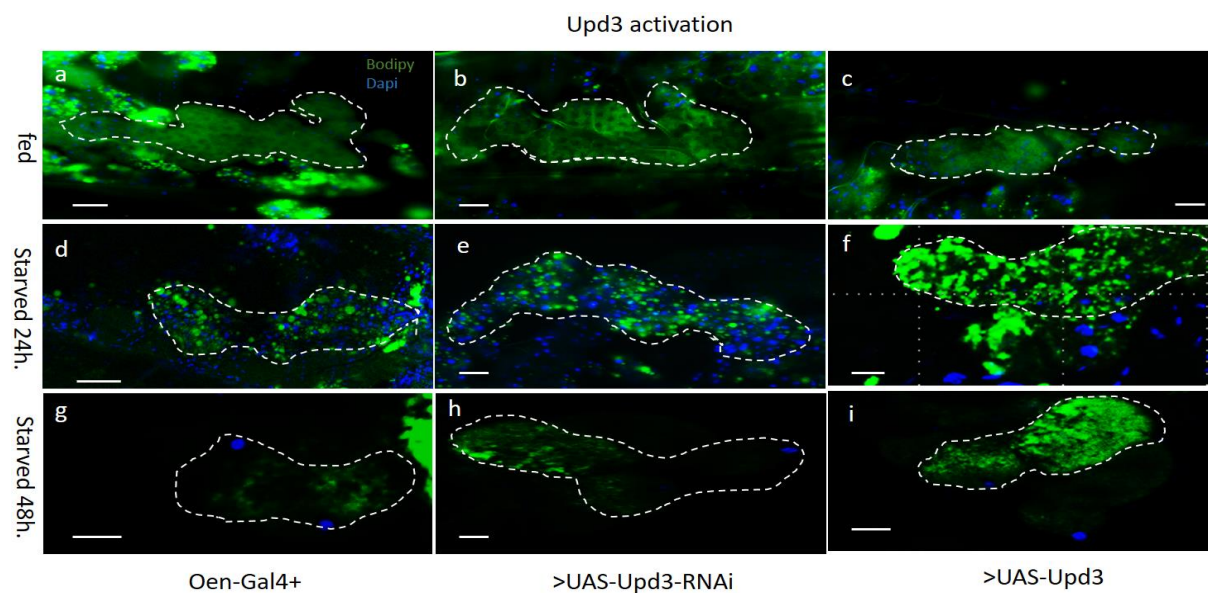 Upd3 activation
a
Bodipy
Dapi
b
c
fed
d
e
f
Starved 24h.
g
h
i
Starved 48h.
Oen-Gal4+
>UAS-Upd3-RNAi
>UAS-Upd3